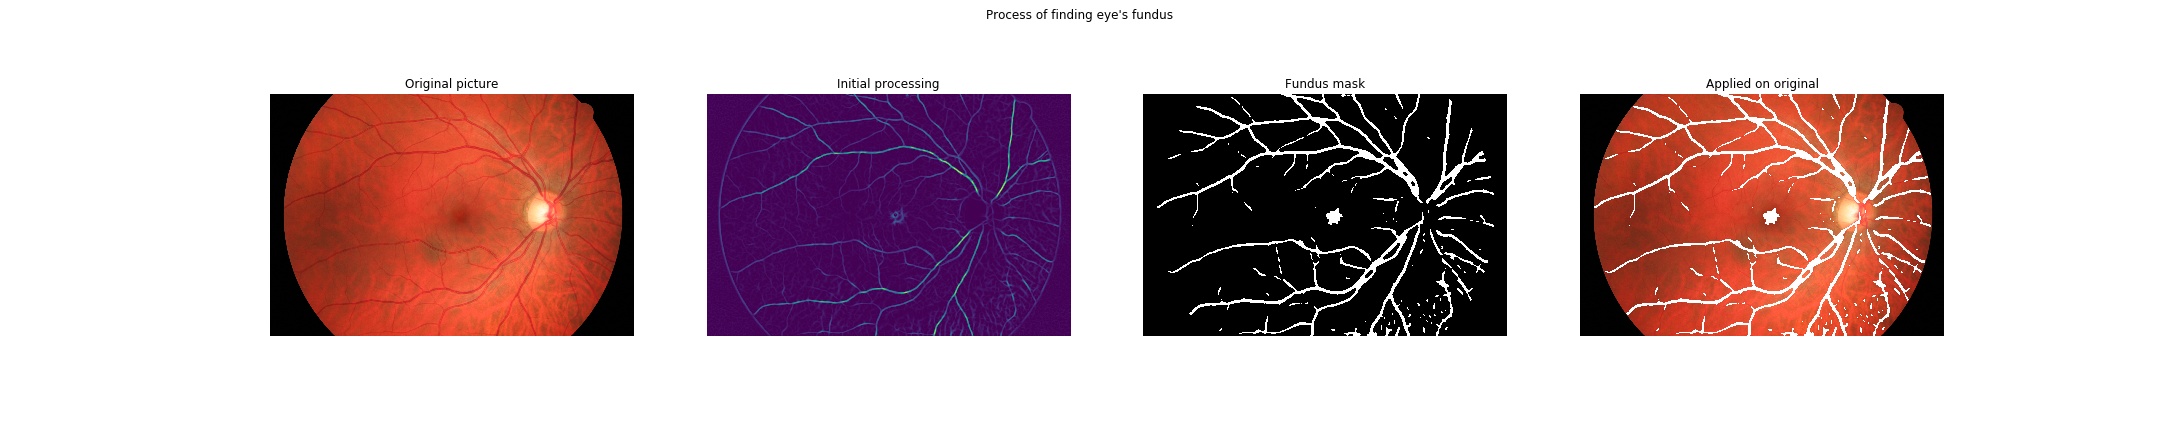 Process of finding eye's fundus
Original picture
Initial processing
Fundus mask
Applied on original